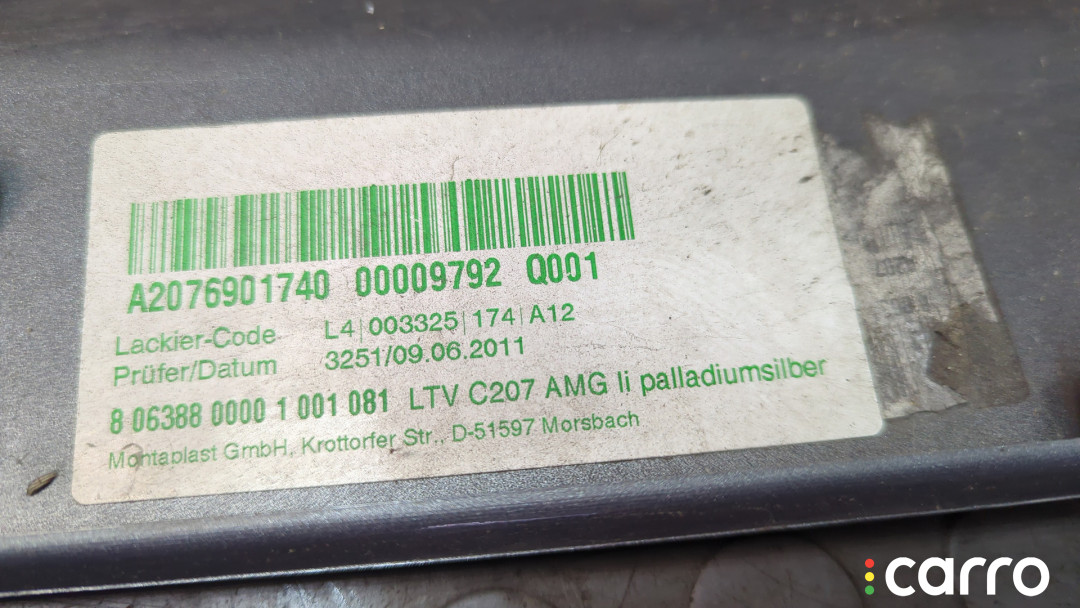 A2076901740 00009792 Q001
Lackier-Code L4|003325|174|A12
Prüfer/Datum 3251/09.06.2011
8 06388 0000 1 001 081 LTV C207 AMG li palladiumsilber
Montaplast GmbH, Krottorfer Str., D-51597 Morsbach
carro